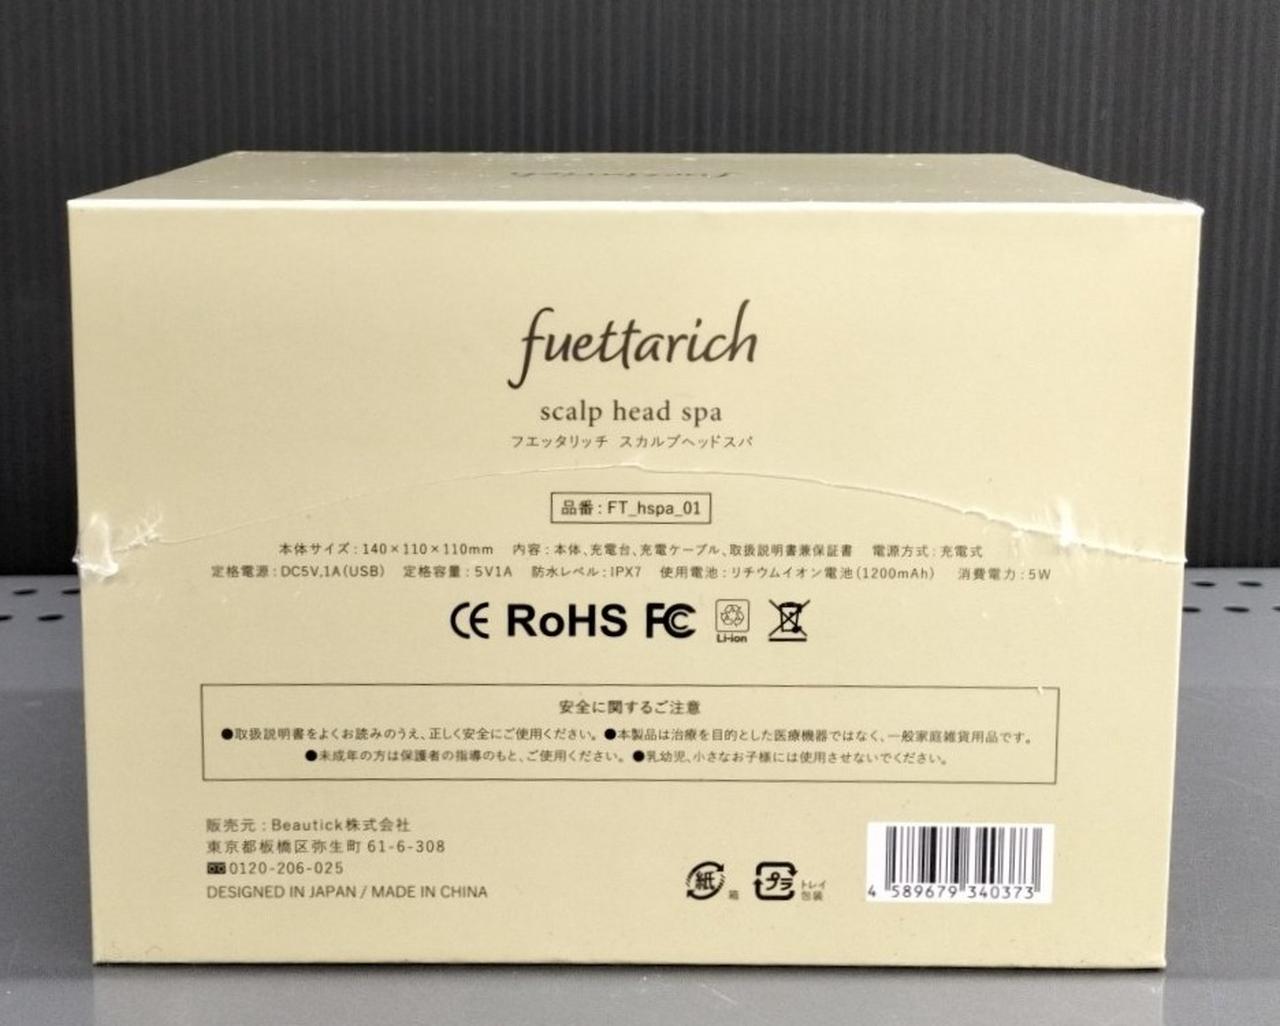 fuettarich
fuettarich
scalp head spa
フエッタリッチ スカルプヘッドスパ
品番 : FT_hspa_01
本体サイズ : 140×110×110mm 内容 : 本体、充電台、充電ケーブル、取扱説明書兼保証書 電源方式 : 充電式
定格電源 : DC5V,1A(USB) 定格容量 : 5V1A 防水レベル : IPX7 使用電池 : リチウムイオン電池(1200mAh) 消費電力 : 5W
CE RoHS FC Li-ion
安全に関するご注意
●取扱説明書をよくお読みのうえ、正しく安全にご使用ください。 ●本製品は治療を目的とした医療機器ではなく、一般家庭雑貨用品です。
●未成年の方は保護者の指導のもと、ご使用ください。 ●乳幼児、小さなお子様には使用させないでください。
販売元 : Beautick株式会社
東京都板橋区弥生町 61-6-308
0120-206-025
DESIGNED IN JAPAN / MADE IN CHINA
紙 箱 プラ トレイ 包装
4 589679 340373